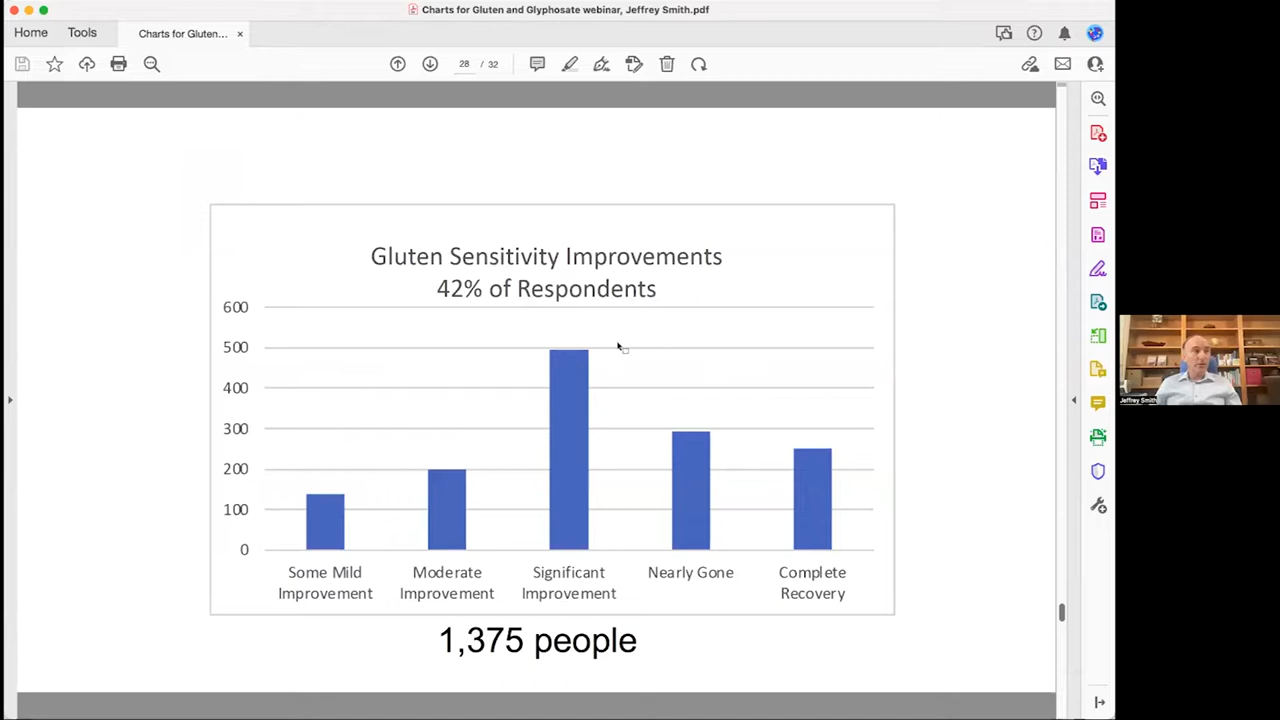 Charts for Gluten and Glyphosate webinar, Jeffrey Smith.pdf
Home
Tools
Charts for Gluten...
28 / 32
Gluten Sensitivity Improvements
42% of Respondents
600
500
400
300
200
100
0
Some Mild
Improvement
Moderate
Improvement
Significant
Improvement
Nearly Gone
Complete
Recovery
1,375 people
Jeffrey Smith